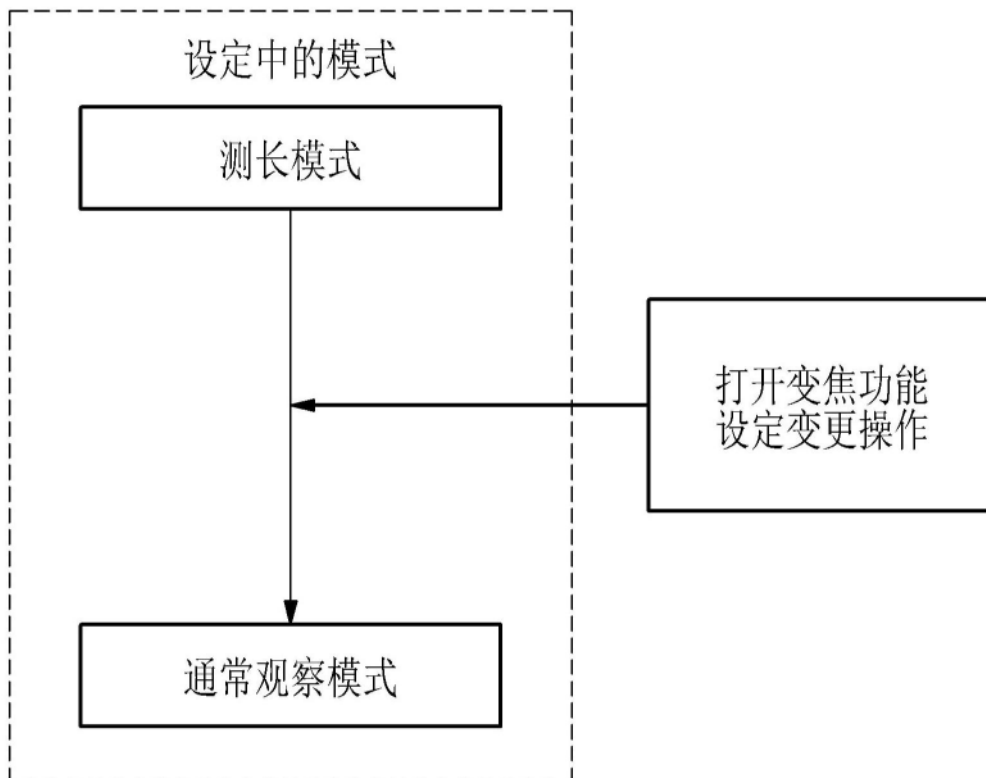 设定中的模式
测长模式
打开变焦功能
设定变更操作
通常观察模式